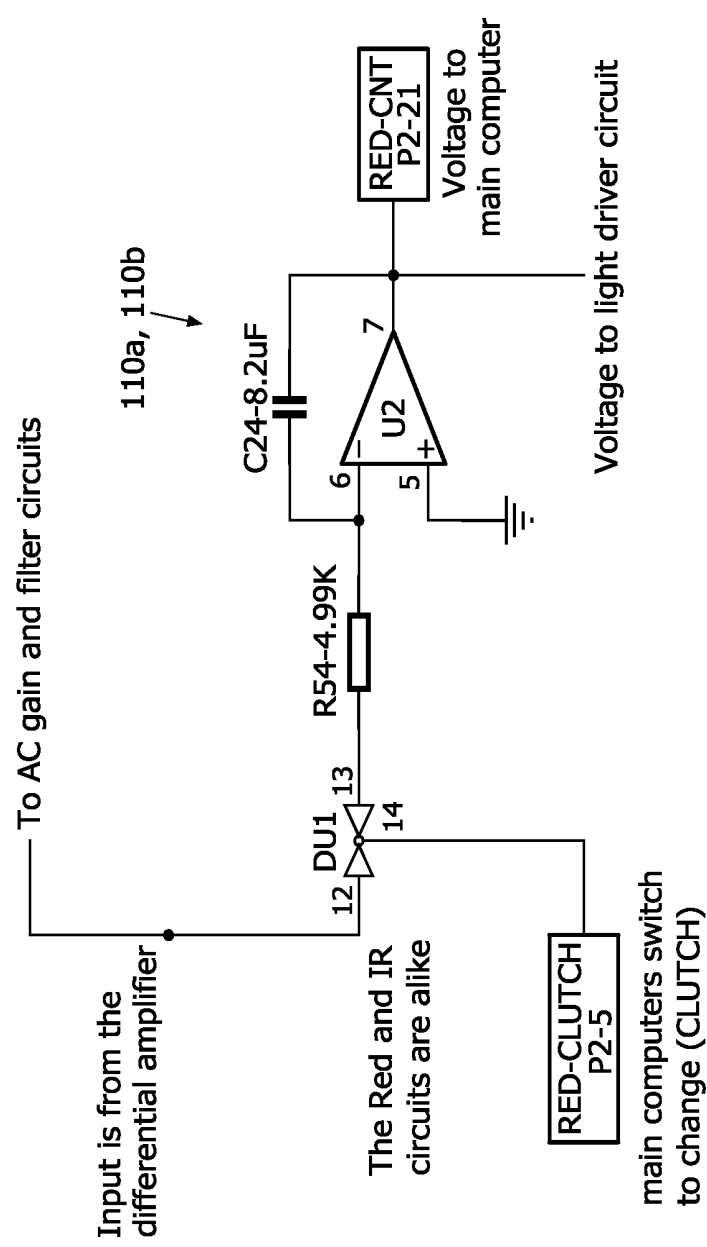 To AC gain and filter circuits
110a, 110b
RED-CNT
P2-21
Voltage to
main computer
C24-8.2uF
7
U2
6
−
5
+
Voltage to light driver circuit
R54-4.99K
13
DU1
14
12
Input is from the
differential amplifier
The Red and IR
circuits are alike
RED-CLUTCH
P2-5
main computers switch
to change (CLUTCH)